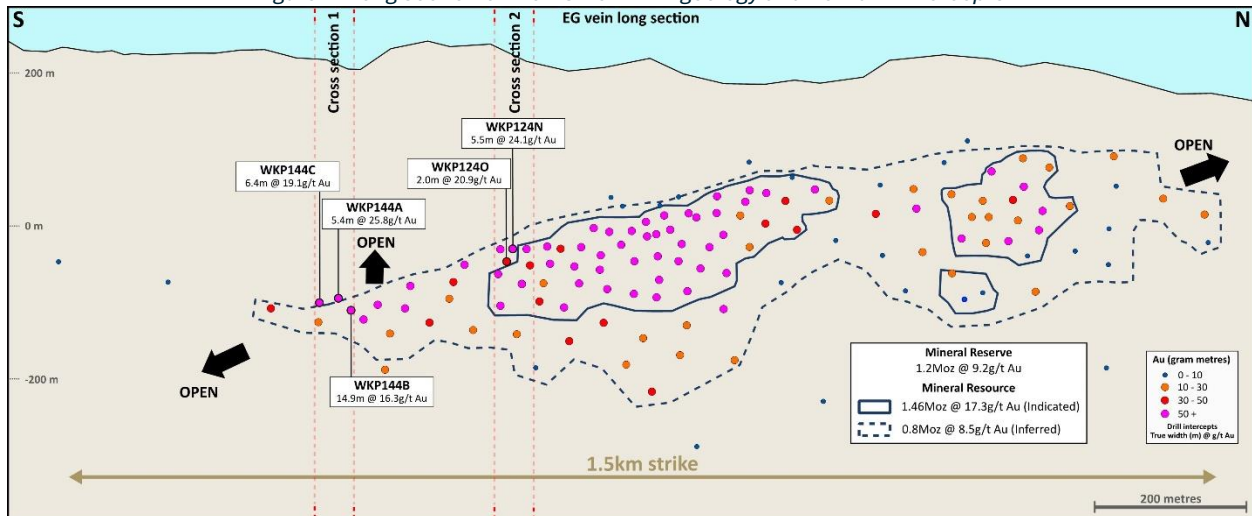 S
EG vein long section
N
Cross section 1
Cross section 2
200 m
WKP124N
5.5m @ 24.1g/t Au
WKP144C
6.4m @ 19.1g/t Au
WKP124O
2.0m @ 20.9g/t Au
WKP144A
5.4m @ 25.8g/t Au
OPEN
0 m
OPEN
-200 m
OPEN
WKP144B
14.9m @ 16.3g/t Au
Mineral Reserve
1.2Moz @ 9.2g/t Au
Mineral Resource
1.46Moz @ 17.3g/t Au (Indicated)
0.8Moz @ 8.5g/t Au (Inferred)
Au (gram metres)
0 - 10
10 - 30
30 - 50
50 +
Drill intercepts
True width (m) @ g/t Au
1.5km strike
200 metres